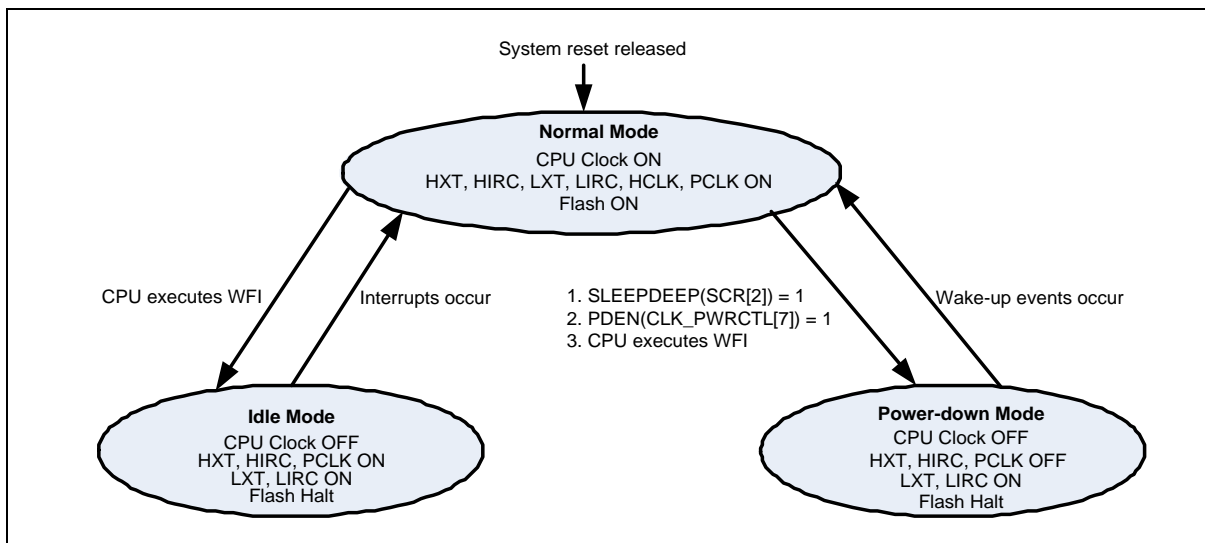 System reset released
Normal Mode
CPU Clock ON
HXT, HIRC, LXT, LIRC, HCLK, PCLK ON
Flash ON
CPU executes WFI
Interrupts occur
1. SLEEPDEEP(SCR[2]) = 1
2. PDEN(CLK_PWRCTL[7]) = 1
3. CPU executes WFI
Wake-up events occur
Idle Mode
CPU Clock OFF
HXT, HIRC, PCLK ON
LXT, LIRC ON
Flash Halt
Power-down Mode
CPU Clock OFF
HXT, HIRC, PCLK OFF
LXT, LIRC ON
Flash Halt